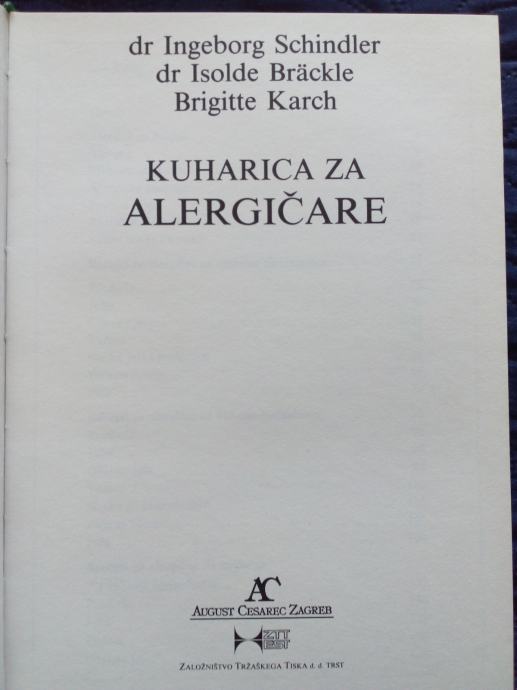 dr Ingeborg Schindler
dr Isolde Bräckle
Brigitte Karch
KUHARICA ZA
ALERGIČARE
AC
AUGUST CESAREC ZAGREB
ZTT
EST
ZALOŽNIŠTVO TRŽAŠKEGA TISKA d. d. TRST